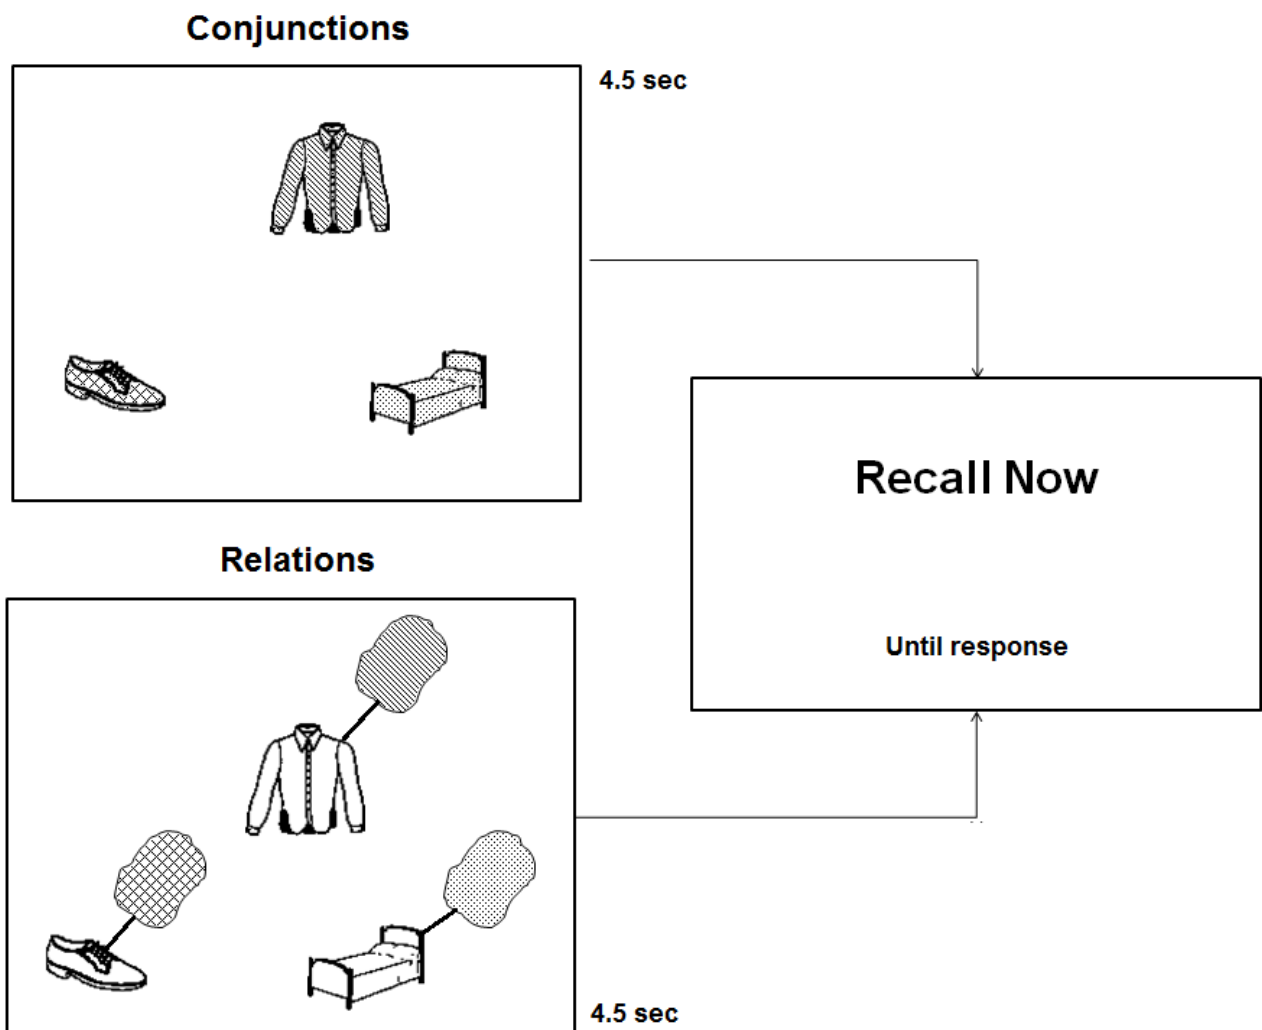 Conjunctions
4.5 sec
Recall Now
Until response
Relations
4.5 sec